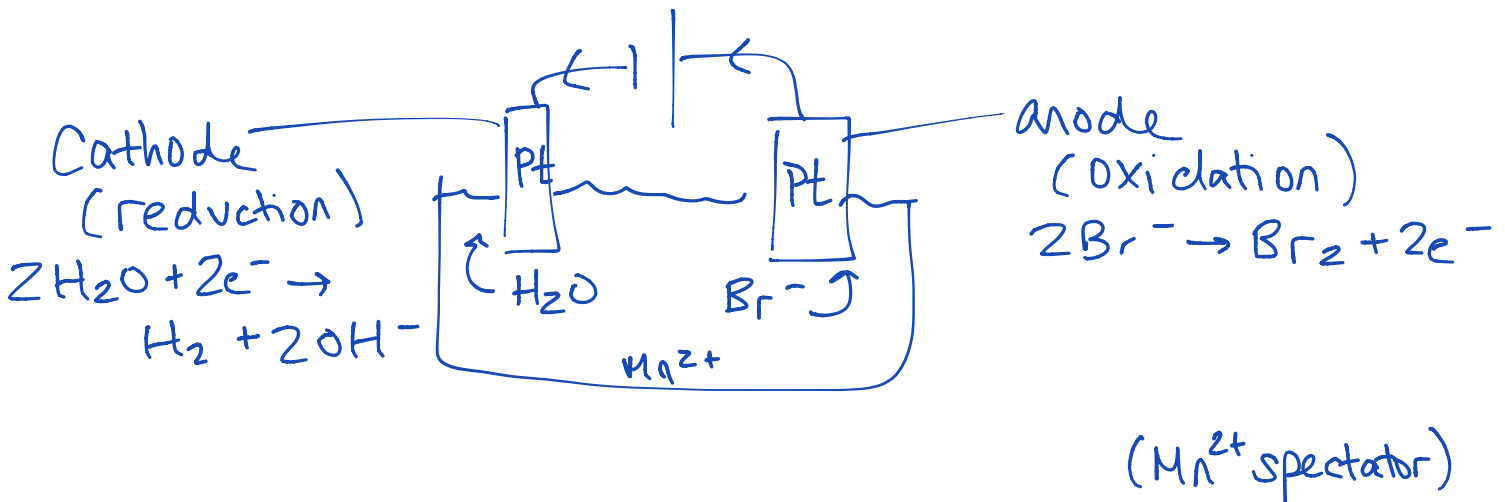 Cathode
(reduction)
2H₂O + 2e⁻ →
H₂ + 2OH⁻
Pt
H₂O
Pt
Br⁻
Mn²⁺
anode
(oxidation)
2Br⁻ → Br₂ + 2e⁻
(Mn²⁺ spectator)